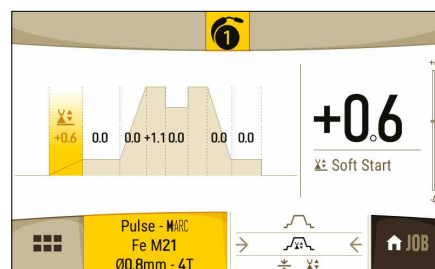 1
+0.6 0.0 0.0 +1.1 0.0 0.0 0.0
+0.6
Soft Start
Pulse - MARC
Fe M21
Ø0.8mm - 4T
JOB